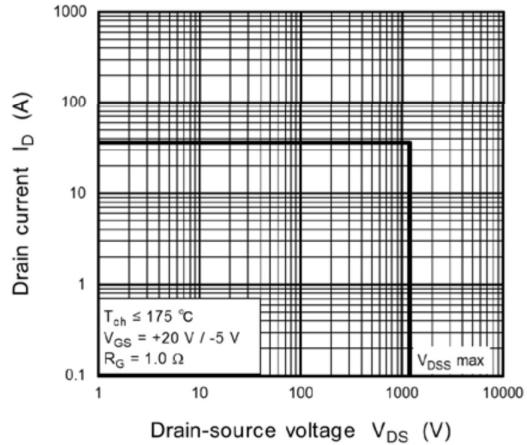 1000
100
10
1
0.1
Drain current I_D (A)
T_ch ≤ 175 ℃
V_GS = +20 V / -5 V
R_G = 1.0 Ω
V_DSS max
1 10 100 1000 10000
Drain-source voltage V_DS (V)